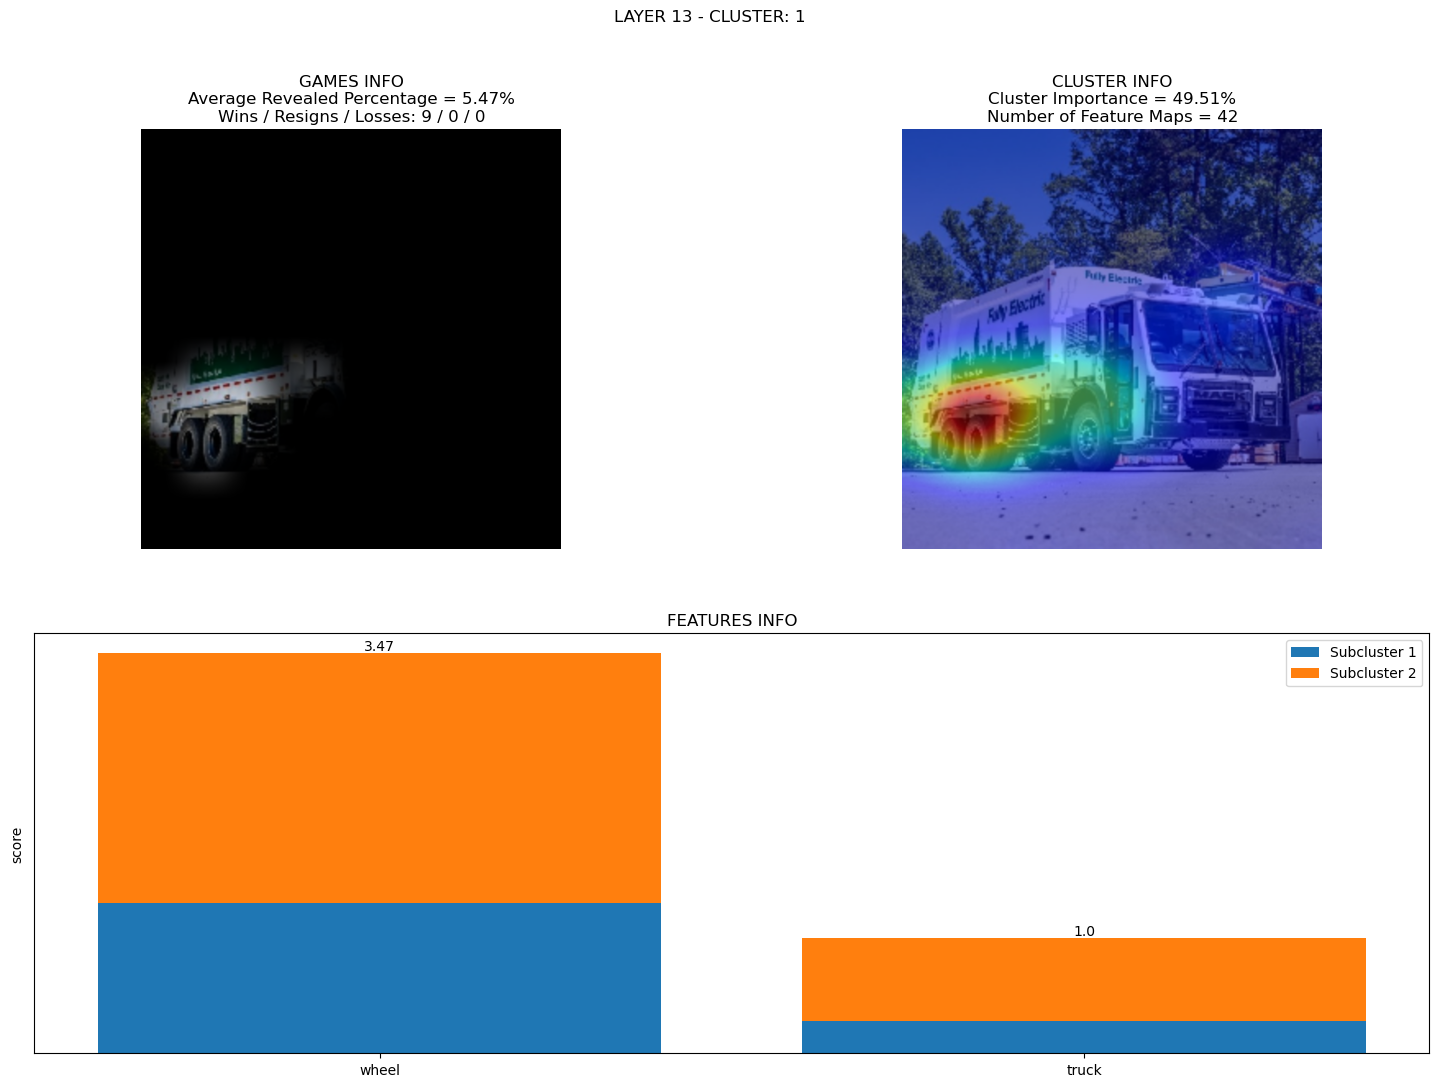 LAYER 13 - CLUSTER: 1
GAMES INFO
Average Revealed Percentage = 5.47%
Wins / Resigns / Losses: 9 / 0 / 0
CLUSTER INFO
Cluster Importance = 49.51%
Number of Feature Maps = 42
Fully Electric
Fully Electric
FEATURES INFO
3.47
Subcluster 1
Subcluster 2
1.0
score
wheel
truck